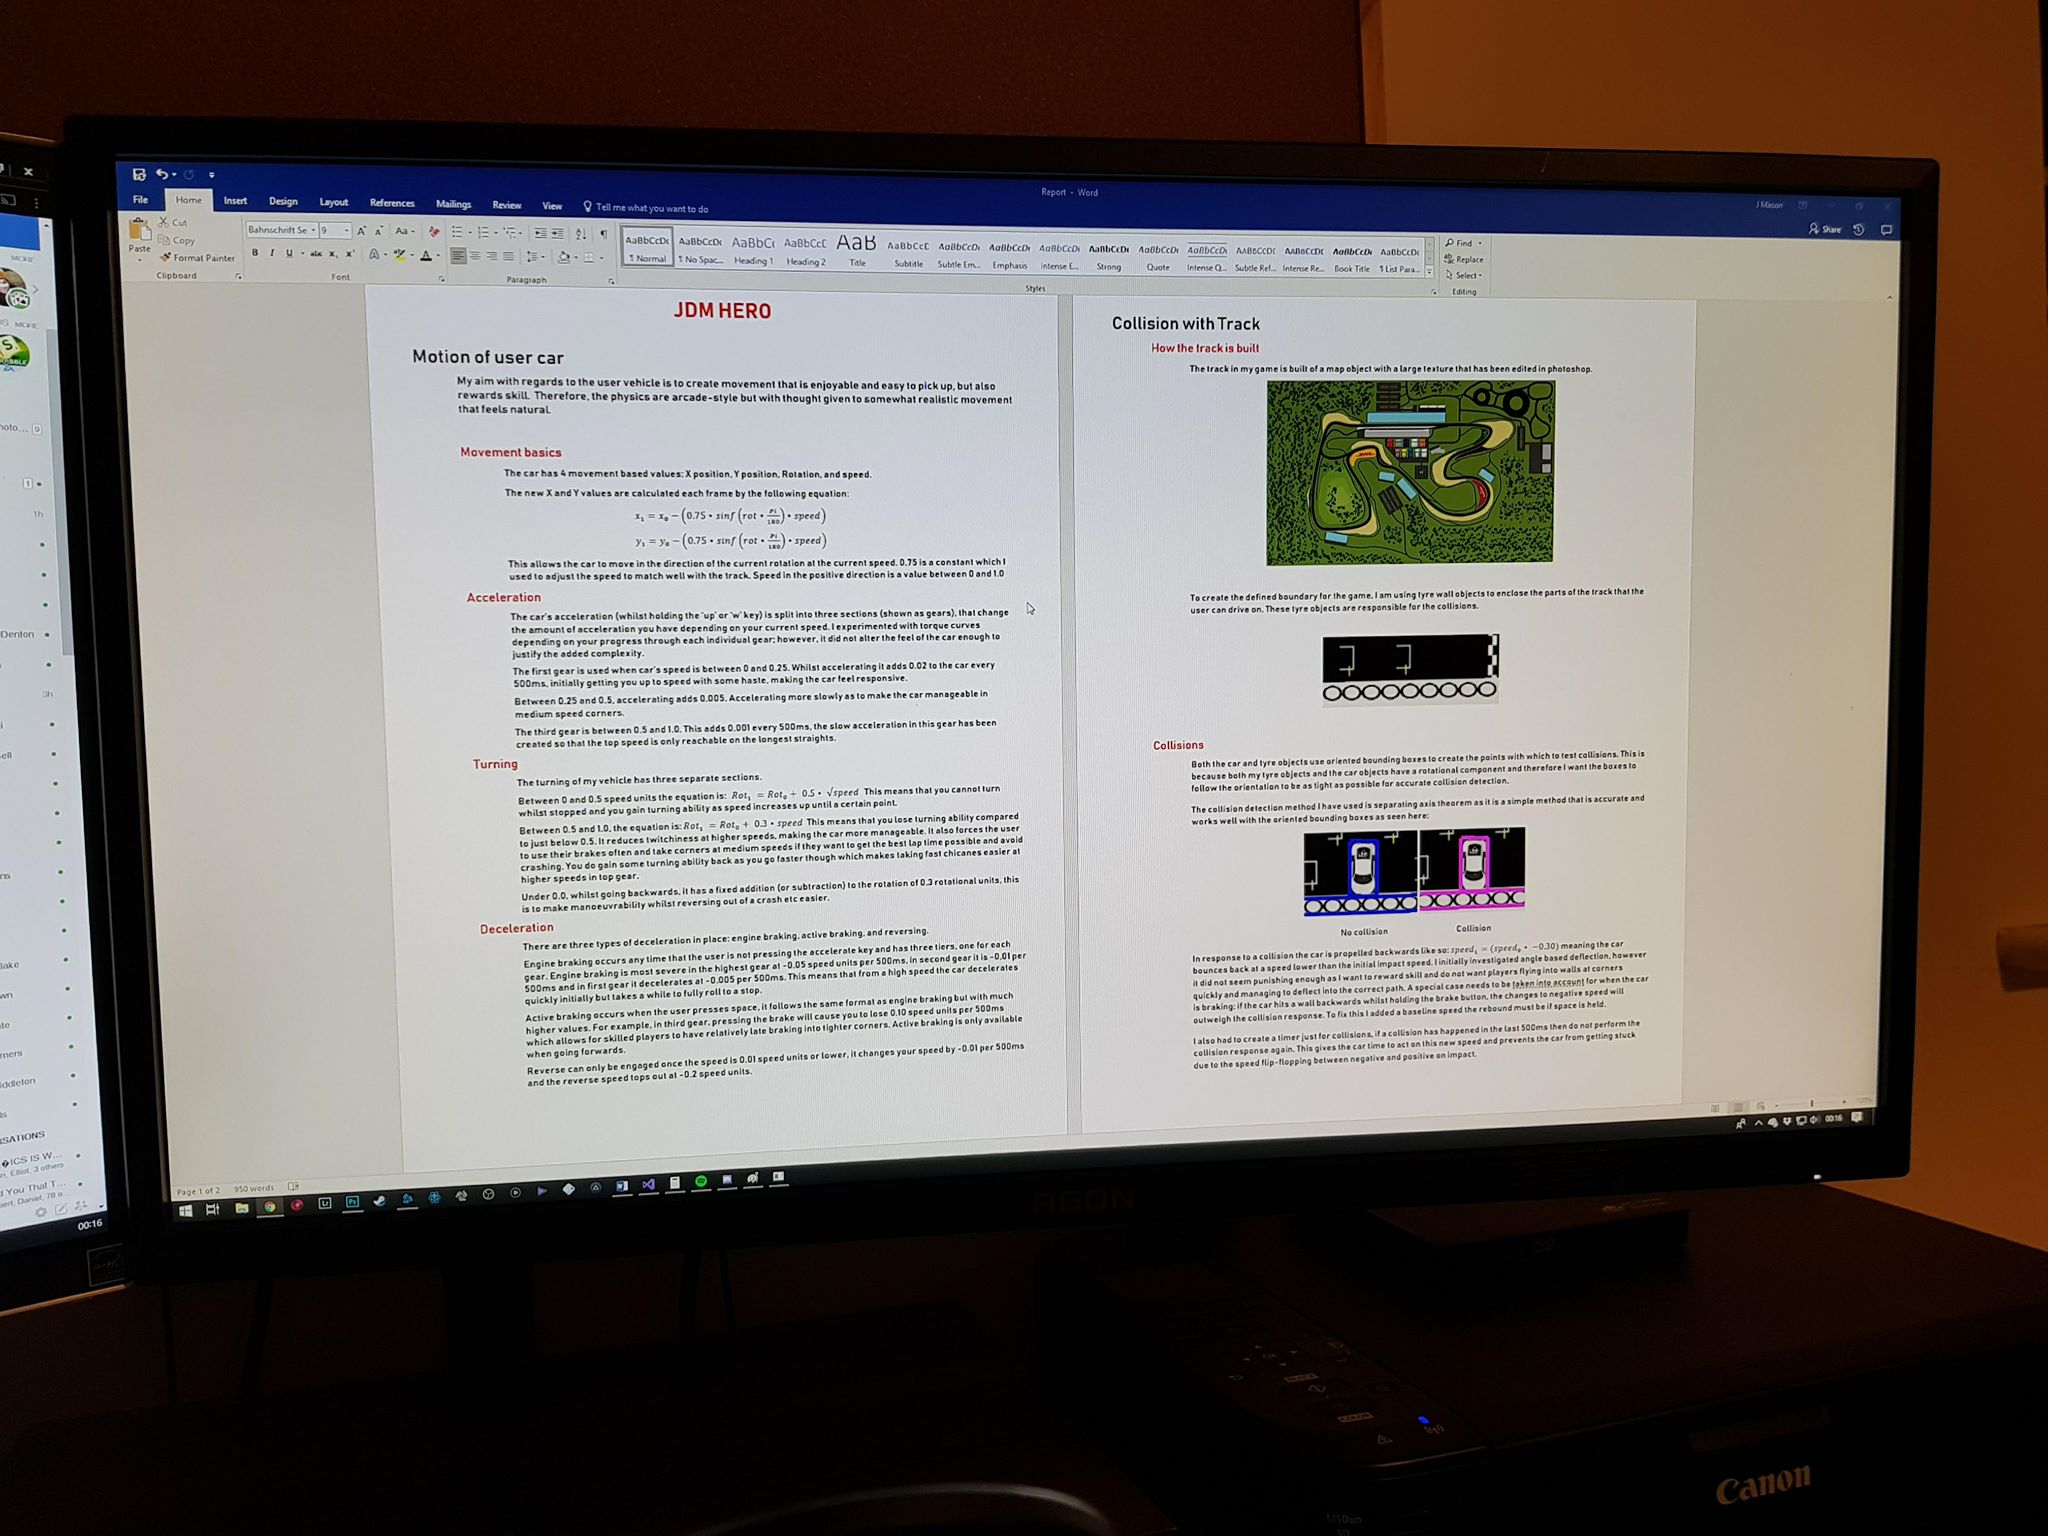 Report - Word
J Mason
File Home Insert Design Layout References Mailings Review View Tell me what you want to do
Share
Paste
Cut
Copy
Format Painter
Clipboard
Bahnschrift Se 9
Font
Paragraph
AaBbCcDc AaBbCcDc AaBbC( AaBbCcC AaB AaBbCcC AaBbCcDc AaBbCcDc AaBbCcDc AaBbCcDc AaBbCcDc AaBbCcDc AaBbCcDc AaBbCcDc AaBbCcDc AaBbCcDc
¶ Normal ¶ No Spac... Heading 1 Heading 2 Title Subtitle Subtle Em... Emphasis Intense E... Strong Quote Intense Q... Subtle Ref... Intense Re... Book Title ¶ List Para...
Styles
Find
Replace
Select
Editing
JDM HERO
Motion of user car
My aim with regards to the user vehicle is to create movement that is enjoyable and easy to pick up, but also
rewards skill. Therefore, the physics are arcade-style but with thought given to somewhat realistic movement
that feels natural.
Movement basics
The car has 4 movement based values: X position, Y position, Rotation, and speed.
The new X and Y values are calculated each frame by the following equation:
x₁ = x₀ − (0.75 • sinf (rot • Pi/180) • speed)
y₁ = y₀ − (0.75 • sinf (rot • Pi/180) • speed)
This allows the car to move in the direction of the current rotation at the current speed. 0.75 is a constant which I
used to adjust the speed to match well with the track. Speed in the positive direction is a value between 0 and 1.0
Acceleration
The car's acceleration (whilst holding the 'up' or 'w' key) is split into three sections (shown as gears), that change
the amount of acceleration you have depending on your current speed. I experimented with torque curves
depending on your progress through each individual gear; however, it did not alter the feel of the car enough to
justify the added complexity.
The first gear is used when car's speed is between 0 and 0.25. Whilst accelerating it adds 0.02 to the car every
500ms, initially getting you up to speed with some haste, making the car feel responsive.
Between 0.25 and 0.5, accelerating adds 0.005. Accelerating more slowly as to make the car manageable in
medium speed corners.
The third gear is between 0.5 and 1.0. This adds 0.001 every 500ms, the slow acceleration in this gear has been
created so that the top speed is only reachable on the longest straights.
Turning
The turning of my vehicle has three separate sections.
Between 0 and 0.5 speed units the equation is: Rot₁ = Rot₀ + 0.5 • √speed This means that you cannot turn
whilst stopped and you gain turning ability as speed increases up until a certain point.
Between 0.5 and 1.0, the equation is: Rot₁ = Rot₀ + 0.3 • speed This means that you lose turning ability compared
to just below 0.5. It reduces twitchiness at higher speeds, making the car more manageable. It also forces the user
to use their brakes often and take corners at medium speeds if they want to get the best lap time possible and avoid
crashing. You do gain some turning ability back as you go faster though which makes taking fast chicanes easier at
higher speeds in top gear.
Under 0.0, whilst going backwards, it has a fixed addition (or subtraction) to the rotation of 0.3 rotational units, this
is to make manoeuvrability whilst reversing out of a crash etc easier.
Deceleration
There are three types of deceleration in place: engine braking, active braking, and reversing.
Engine braking occurs any time that the user is not pressing the accelerate key and has three tiers, one for each
gear. Engine braking is most severe in the highest gear at -0.05 speed units per 500ms, in second gear it is -0.01 per
500ms and in first gear it decelerates at -0.005 per 500ms. This means that from a high speed the car decelerates
quickly initially but takes a while to fully roll to a stop.
Active braking occurs when the user presses space, it follows the same format as engine braking but with much
higher values. For example, in third gear, pressing the brake will cause you to lose 0.10 speed units per 500ms
which allows for skilled players to have relatively late braking into tighter corners. Active braking is only available
when going forwards.
Reverse can only be engaged once the speed is 0.01 speed units or lower, it changes your speed by -0.01 per 500ms
and the reverse speed tops out at -0.2 speed units.
Collision with Track
How the track is built
The track in my game is built of a map object with a large texture that has been edited in photoshop.
To create the defined boundary for the game, I am using tyre wall objects to enclose the parts of the track that the
user can drive on. These tyre objects are responsible for the collisions.
Collisions
Both the car and tyre objects use oriented bounding boxes to create the points with which to test collisions. This is
because both my tyre objects and the car objects have a rotational component and therefore I want the boxes to
follow the orientation to be as tight as possible for accurate collision detection.
The collision detection method I have used is separating axis theorem as it is a simple method that is accurate and
works well with the oriented bounding boxes as seen here:
No collision Collision
In response to a collision the car is propelled backwards like so: speed₁ = (speed₀ • −0.30) meaning the car
bounces back at a speed lower than the initial impact speed. I initially investigated angle based deflection, however
it did not seem punishing enough as I want to reward skill and do not want players flying into walls at corners
quickly and managing to deflect into the correct path. A special case needs to be taken into account for when the car
is braking; if the car hits a wall backwards whilst holding the brake button, the changes to negative speed will
outweigh the collision response. To fix this I added a baseline speed the rebound must be if space is held.
I also had to create a timer just for collisions, if a collision has happened in the last 500ms then do not perform the
collision response again. This gives the car time to act on this new speed and prevents the car from getting stuck
due to the speed flip-flopping between negative and positive on impact.
Page 1 of 2 950 words
00:16
AGON
Canon
MORE
MORE
1h
Denton
3h
lake
ners
iddleton
SATIONS
ICS IS W...
n, Elliot, 3 others
d You That T...
bert, Daniel, 78 o...
00:16